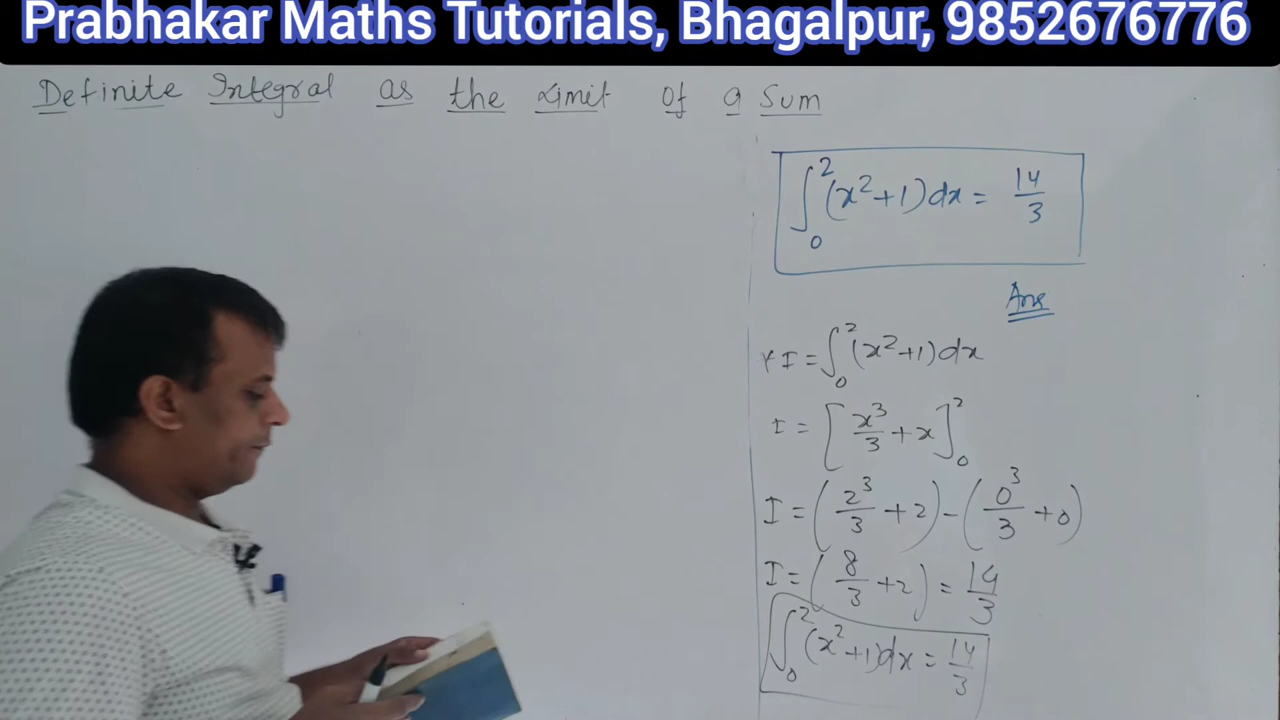 Prabhakar Maths Tutorials, Bhagalpur, 9852676776
Definite Integral as the Limit of a Sum
∫₀² (x²+1)dx = 14/3
Ans
I = ∫₀² (x²+1)dx
I = [x³/3 + x]₀²
I = (2³/3 + 2) - (0³/3 + 0)
I = (8/3 + 2) = 14/3
∫₀² (x²+1)dx = 14/3